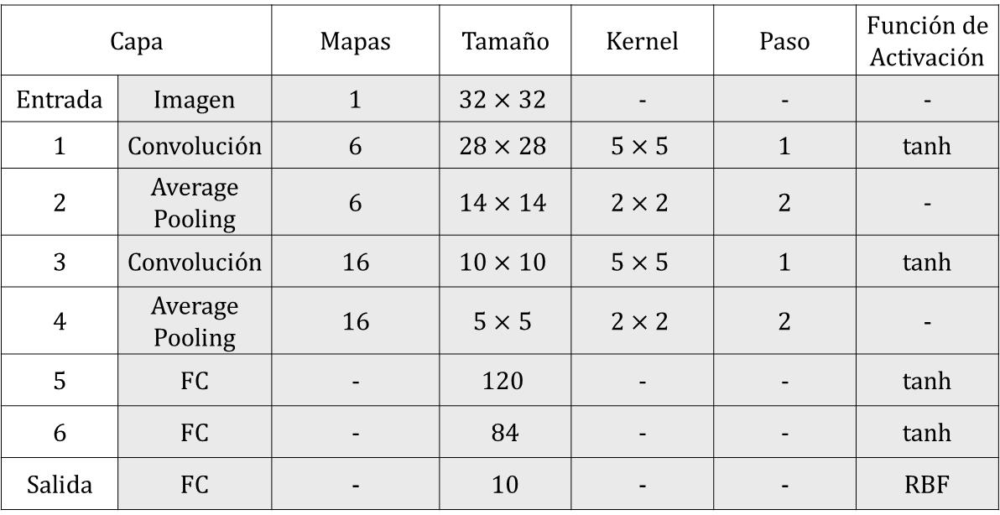 Capa Mapas Tamaño Kernel Paso Función de
Activación
Entrada Imagen 1 32 × 32 - - -
1 Convolución 6 28 × 28 5 × 5 1 tanh
2 Average
Pooling 6 14 × 14 2 × 2 2 -
3 Convolución 16 10 × 10 5 × 5 1 tanh
4 Average
Pooling 16 5 × 5 2 × 2 2 -
5 FC - 120 - - tanh
6 FC - 84 - - tanh
Salida FC - 10 - - RBF